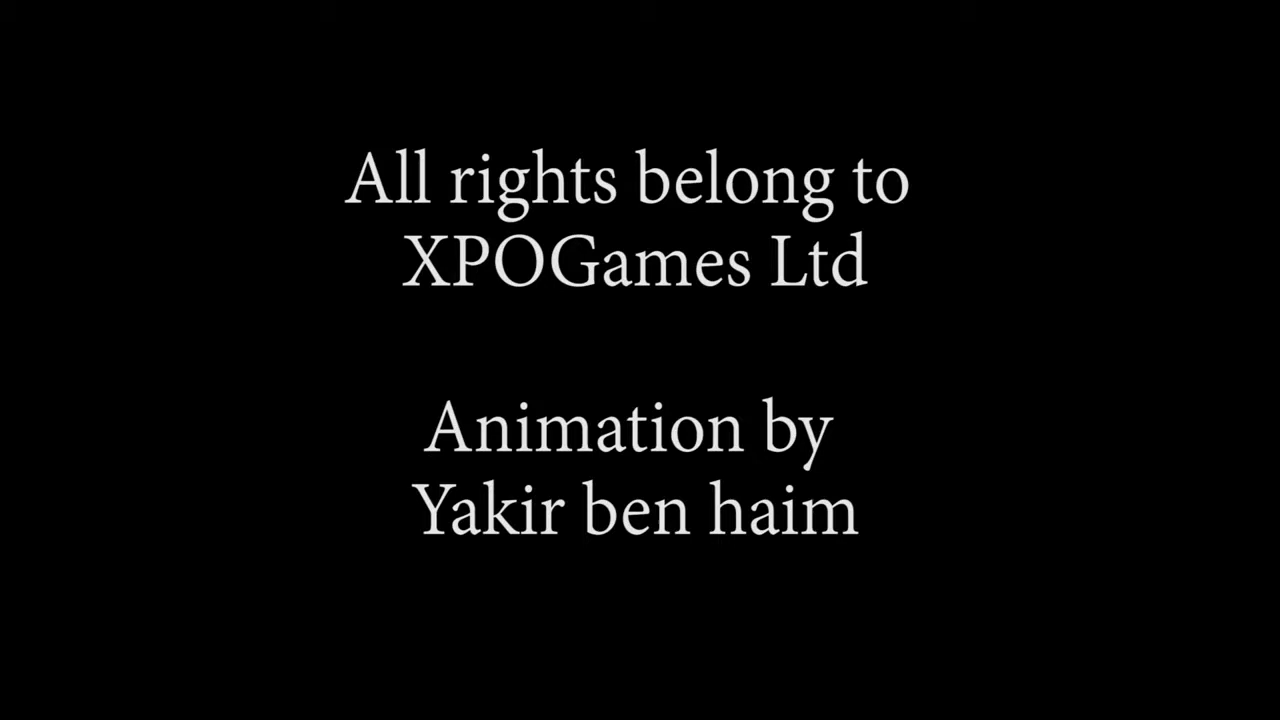 All rights belong to
XPOGames Ltd
Animation by
Yakir ben haim